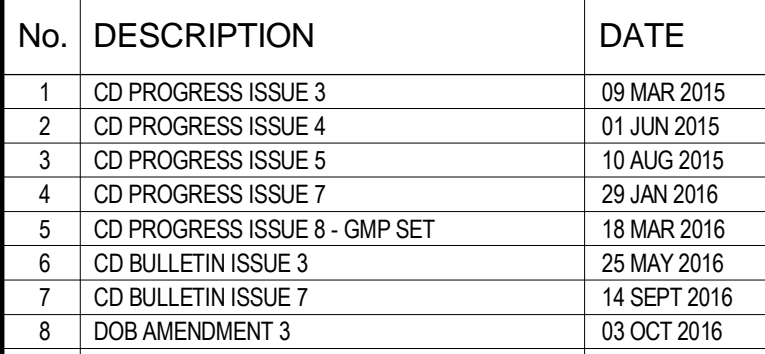 No. DESCRIPTION DATE
1 CD PROGRESS ISSUE 3 09 MAR 2015
2 CD PROGRESS ISSUE 4 01 JUN 2015
3 CD PROGRESS ISSUE 5 10 AUG 2015
4 CD PROGRESS ISSUE 7 29 JAN 2016
5 CD PROGRESS ISSUE 8 - GMP SET 18 MAR 2016
6 CD BULLETIN ISSUE 3 25 MAY 2016
7 CD BULLETIN ISSUE 7 14 SEPT 2016
8 DOB AMENDMENT 3 03 OCT 2016